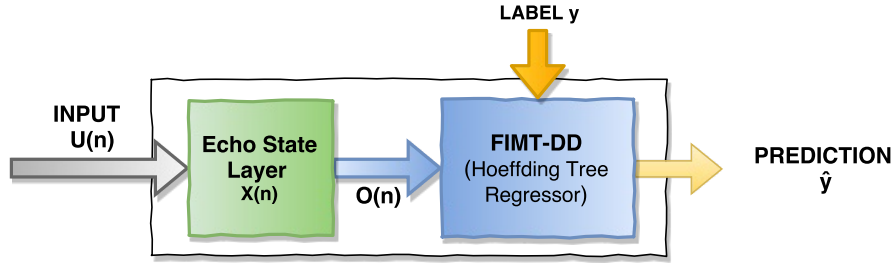 LABEL y
INPUT
U(n)
Echo State
Layer
X(n)
O(n)
FIMT-DD
(Hoeffding Tree
Regressor)
PREDICTION
ŷ